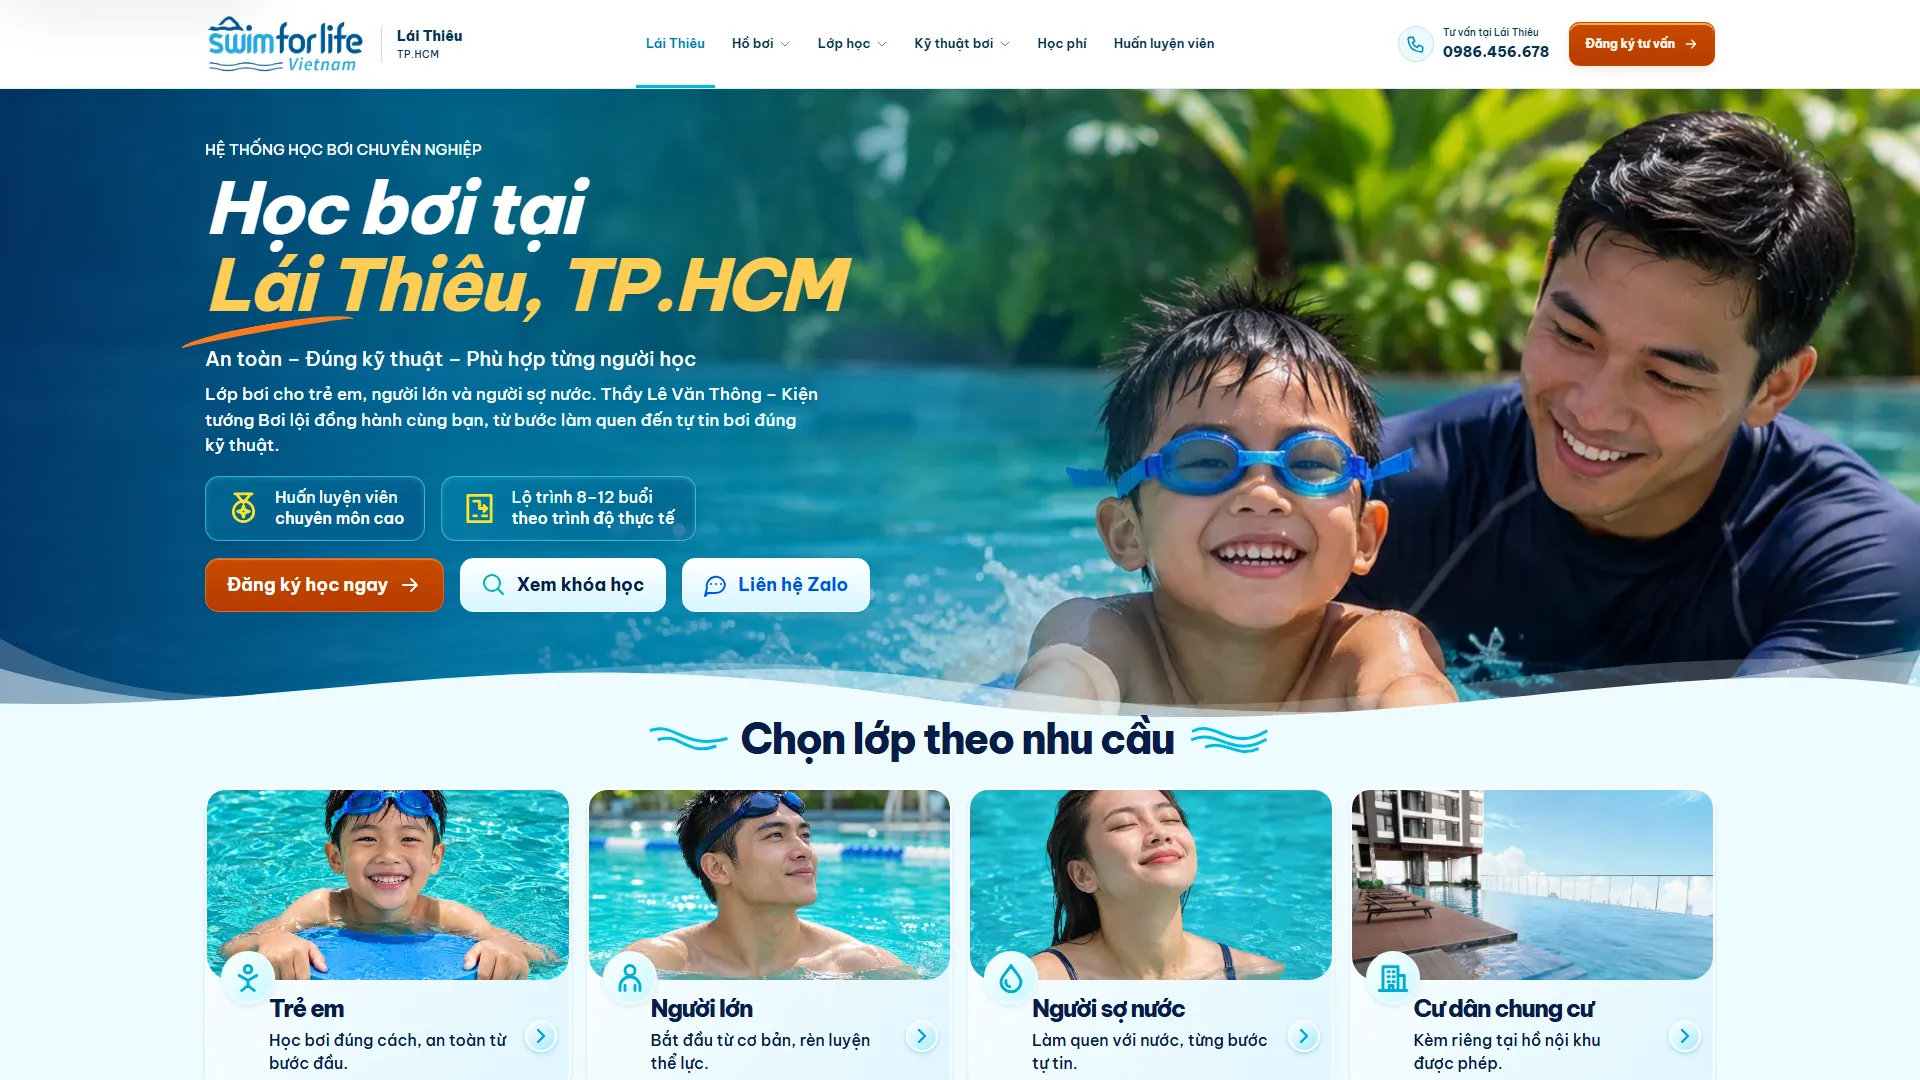 swimforlife
Vietnam
Lái Thiêu
TP.HCM
Lái Thiêu
Hồ bơi
Lớp học
Kỹ thuật bơi
Học phí
Huấn luyện viên
Tư vấn tại Lái Thiêu
0986.456.678
Đăng ký tư vấn
HỆ THỐNG HỌC BƠI CHUYÊN NGHIỆP
Học bơi tại
Lái Thiêu, TP.HCM
An toàn – Đúng kỹ thuật – Phù hợp từng người học
Lớp bơi cho trẻ em, người lớn và người sợ nước. Thầy Lê Văn Thông – Kiện
tướng Bơi lội đồng hành cùng bạn, từ bước làm quen đến tự tin bơi đúng
kỹ thuật.
Huấn luyện viên
chuyên môn cao
Lộ trình 8–12 buổi
theo trình độ thực tế
Đăng ký học ngay
Xem khóa học
Liên hệ Zalo
Chọn lớp theo nhu cầu
Trẻ em
Học bơi đúng cách, an toàn từ
bước đầu.
Người lớn
Bắt đầu từ cơ bản, rèn luyện
thể lực.
Người sợ nước
Làm quen với nước, từng bước
tự tin.
Cư dân chung cư
Kèm riêng tại hồ nội khu
được phép.